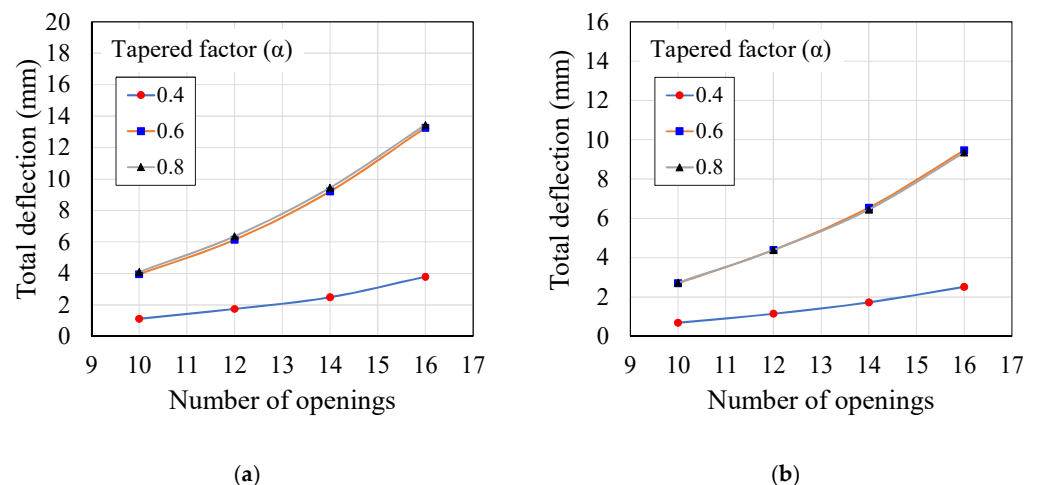 Total deflection (mm)
20
18
16
14
12
10
8
6
4
2
0
Tapered factor (α)
0.4
0.6
0.8
9 10 11 12 13 14 15 16 17
Number of openings
(a)
Total deflection (mm)
16
14
12
10
8
6
4
2
0
Tapered factor (α)
0.4
0.6
0.8
9 10 11 12 13 14 15 16 17
Number of openings
(b)